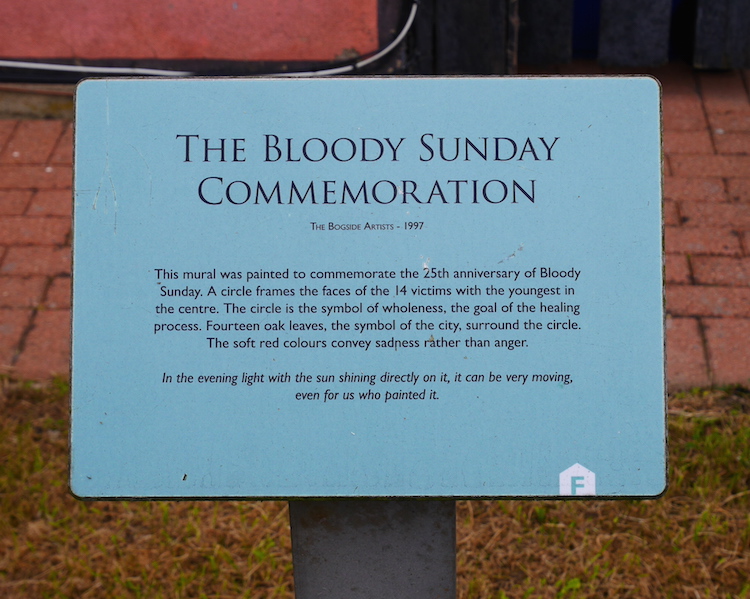 THE BLOODY SUNDAY
COMMEMORATION
THE BOGSIDE ARTISTS - 1997
This mural was painted to commemorate the 25th anniversary of Bloody
Sunday. A circle frames the faces of the 14 victims with the youngest in
the centre. The circle is the symbol of wholeness, the goal of the healing
process. Fourteen oak leaves, the symbol of the city, surround the circle.
The soft red colours convey sadness rather than anger.
In the evening light with the sun shining directly on it, it can be very moving,
even for us who painted it.
F